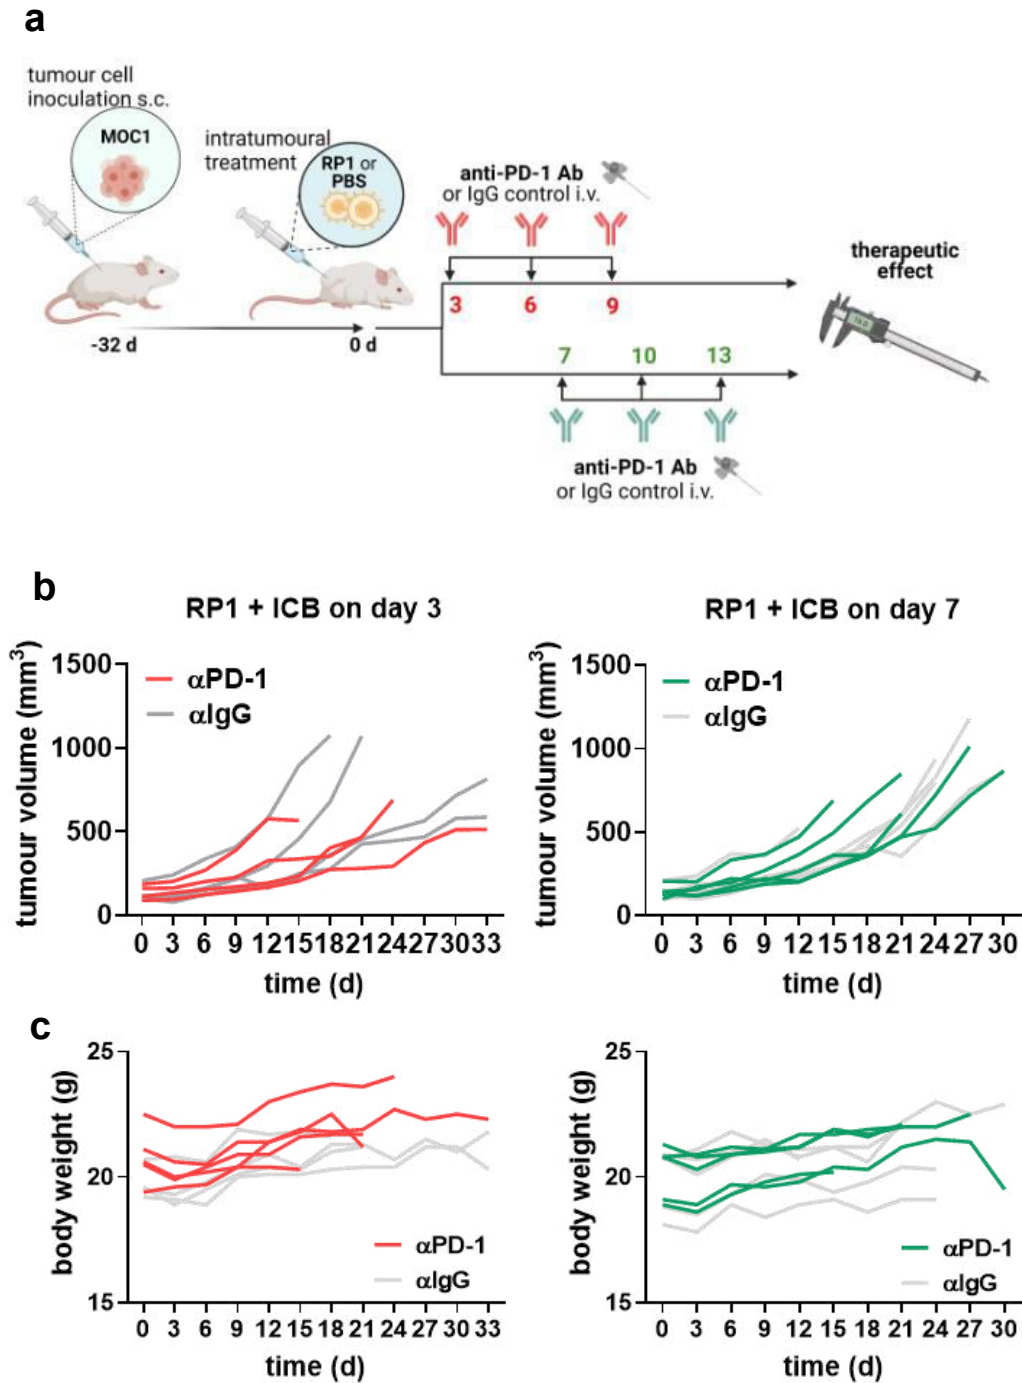 a
tumour cell
inoculation s.c.
MOC1
intratumoural
treatment
RP1 or
PBS
anti-PD-1 Ab
or IgG control i.v.
3 6 9
therapeutic
effect
-32 d 0 d
7 10 13
anti-PD-1 Ab
or IgG control i.v.
b
RP1 + ICB on day 3
tumour volume (mm³)
1500
1000
500
0
αPD-1
αIgG
0 3 6 9 12 15 18 21 24 27 30 33
time (d)
RP1 + ICB on day 7
tumour volume (mm³)
1500
1000
500
0
αPD-1
αIgG
0 3 6 9 12 15 18 21 24 27 30
time (d)
c
body weight (g)
25
20
15
αPD-1
αIgG
0 3 6 9 12 15 18 21 24 27 30 33
time (d)
body weight (g)
25
20
15
αPD-1
αIgG
0 3 6 9 12 15 18 21 24 27 30
time (d)